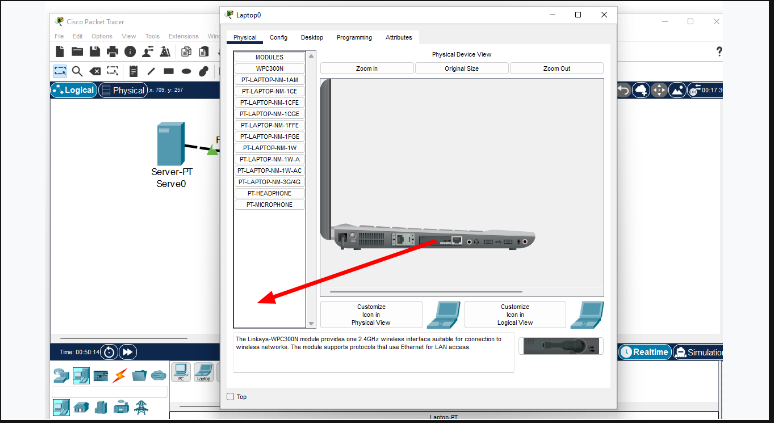 Cisco Packet Tracer
Laptop0
File Edit Options View Tools Extensions
Physical Config Desktop Programming Attributes
MODULES
WPC300N
PT-LAPTOP-NM-1AM
PT-LAPTOP-NM-1CE
PT-LAPTOP-NM-1CFE
PT-LAPTOP-NM-1CGE
PT-LAPTOP-NM-1FFE
PT-LAPTOP-NM-1FGE
PT-LAPTOP-NM-1W
PT-LAPTOP-NM-1W-A
PT-LAPTOP-NM-1W-AC
PT-LAPTOP-NM-3G/4G
PT-HEADPHONE
PT-MICROPHONE
Physical Device View
Zoom In Original Size Zoom Out
Logical Physical x: 705, y: 257
Server-PT
Serve0
Customize
Icon in
Physical View
Customize
Icon in
Logical View
The Linksys-WPC300N module provides one 2.4GHz wireless interface suitable for connection to
wireless networks. The module supports protocols that use Ethernet for LAN access.
Time: 00:50:14
Realtime Simulation
PC Laptop
Top
Laptop-PT